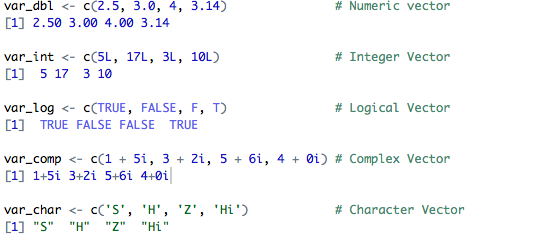 var_dbl <- c(2.5, 3.0, 4, 3.14) # Numeric vector
[1] 2.50 3.00 4.00 3.14
var_int <- c(5L, 17L, 3L, 10L) # Integer Vector
[1]  5 17  3 10
var_log <- c(TRUE, FALSE, F, T) # Logical Vector
[1]  TRUE FALSE FALSE  TRUE
var_comp <- c(1 + 5i, 3 + 2i, 5 + 6i, 4 + 0i) # Complex Vector
[1] 1+5i 3+2i 5+6i 4+0i
var_char <- c('S', 'H', 'Z', 'Hi') # Character Vector
[1] "S"  "H"  "Z"  "Hi"